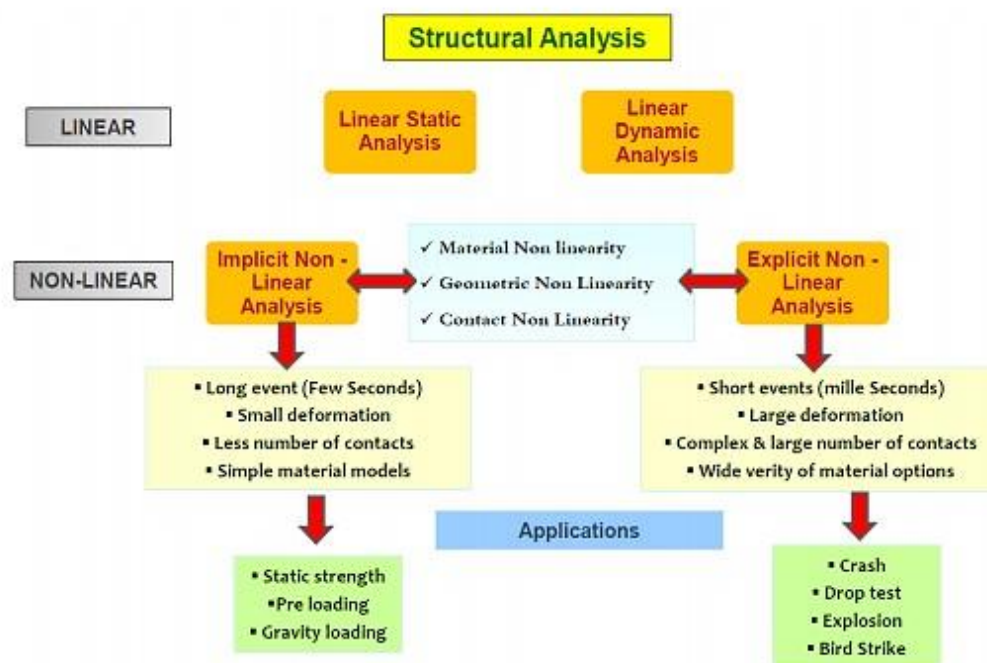 Structural Analysis
LINEAR
Linear Static
Analysis
Linear
Dynamic
Analysis
NON-LINEAR
Implicit Non -
Linear
Analysis
✓ Material Non linearity
✓ Geometric Non Linearity
✓ Contact Non Linearity
Explicit Non -
Linear
Analysis
▪ Long event (Few Seconds)
▪ Small deformation
▪ Less number of contacts
▪ Simple material models
▪ Short events (mille Seconds)
▪ Large deformation
▪ Complex & large number of contacts
▪ Wide verity of material options
Applications
▪ Static strength
▪Pre loading
▪ Gravity loading
▪ Crash
▪ Drop test
▪ Explosion
▪ Bird Strike